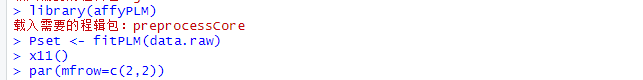 > library(affyPLM)
载入需要的程辑包：preprocessCore
> Pset <- fitPLM(data.raw)
> x11()
> par(mfrow=c(2,2))